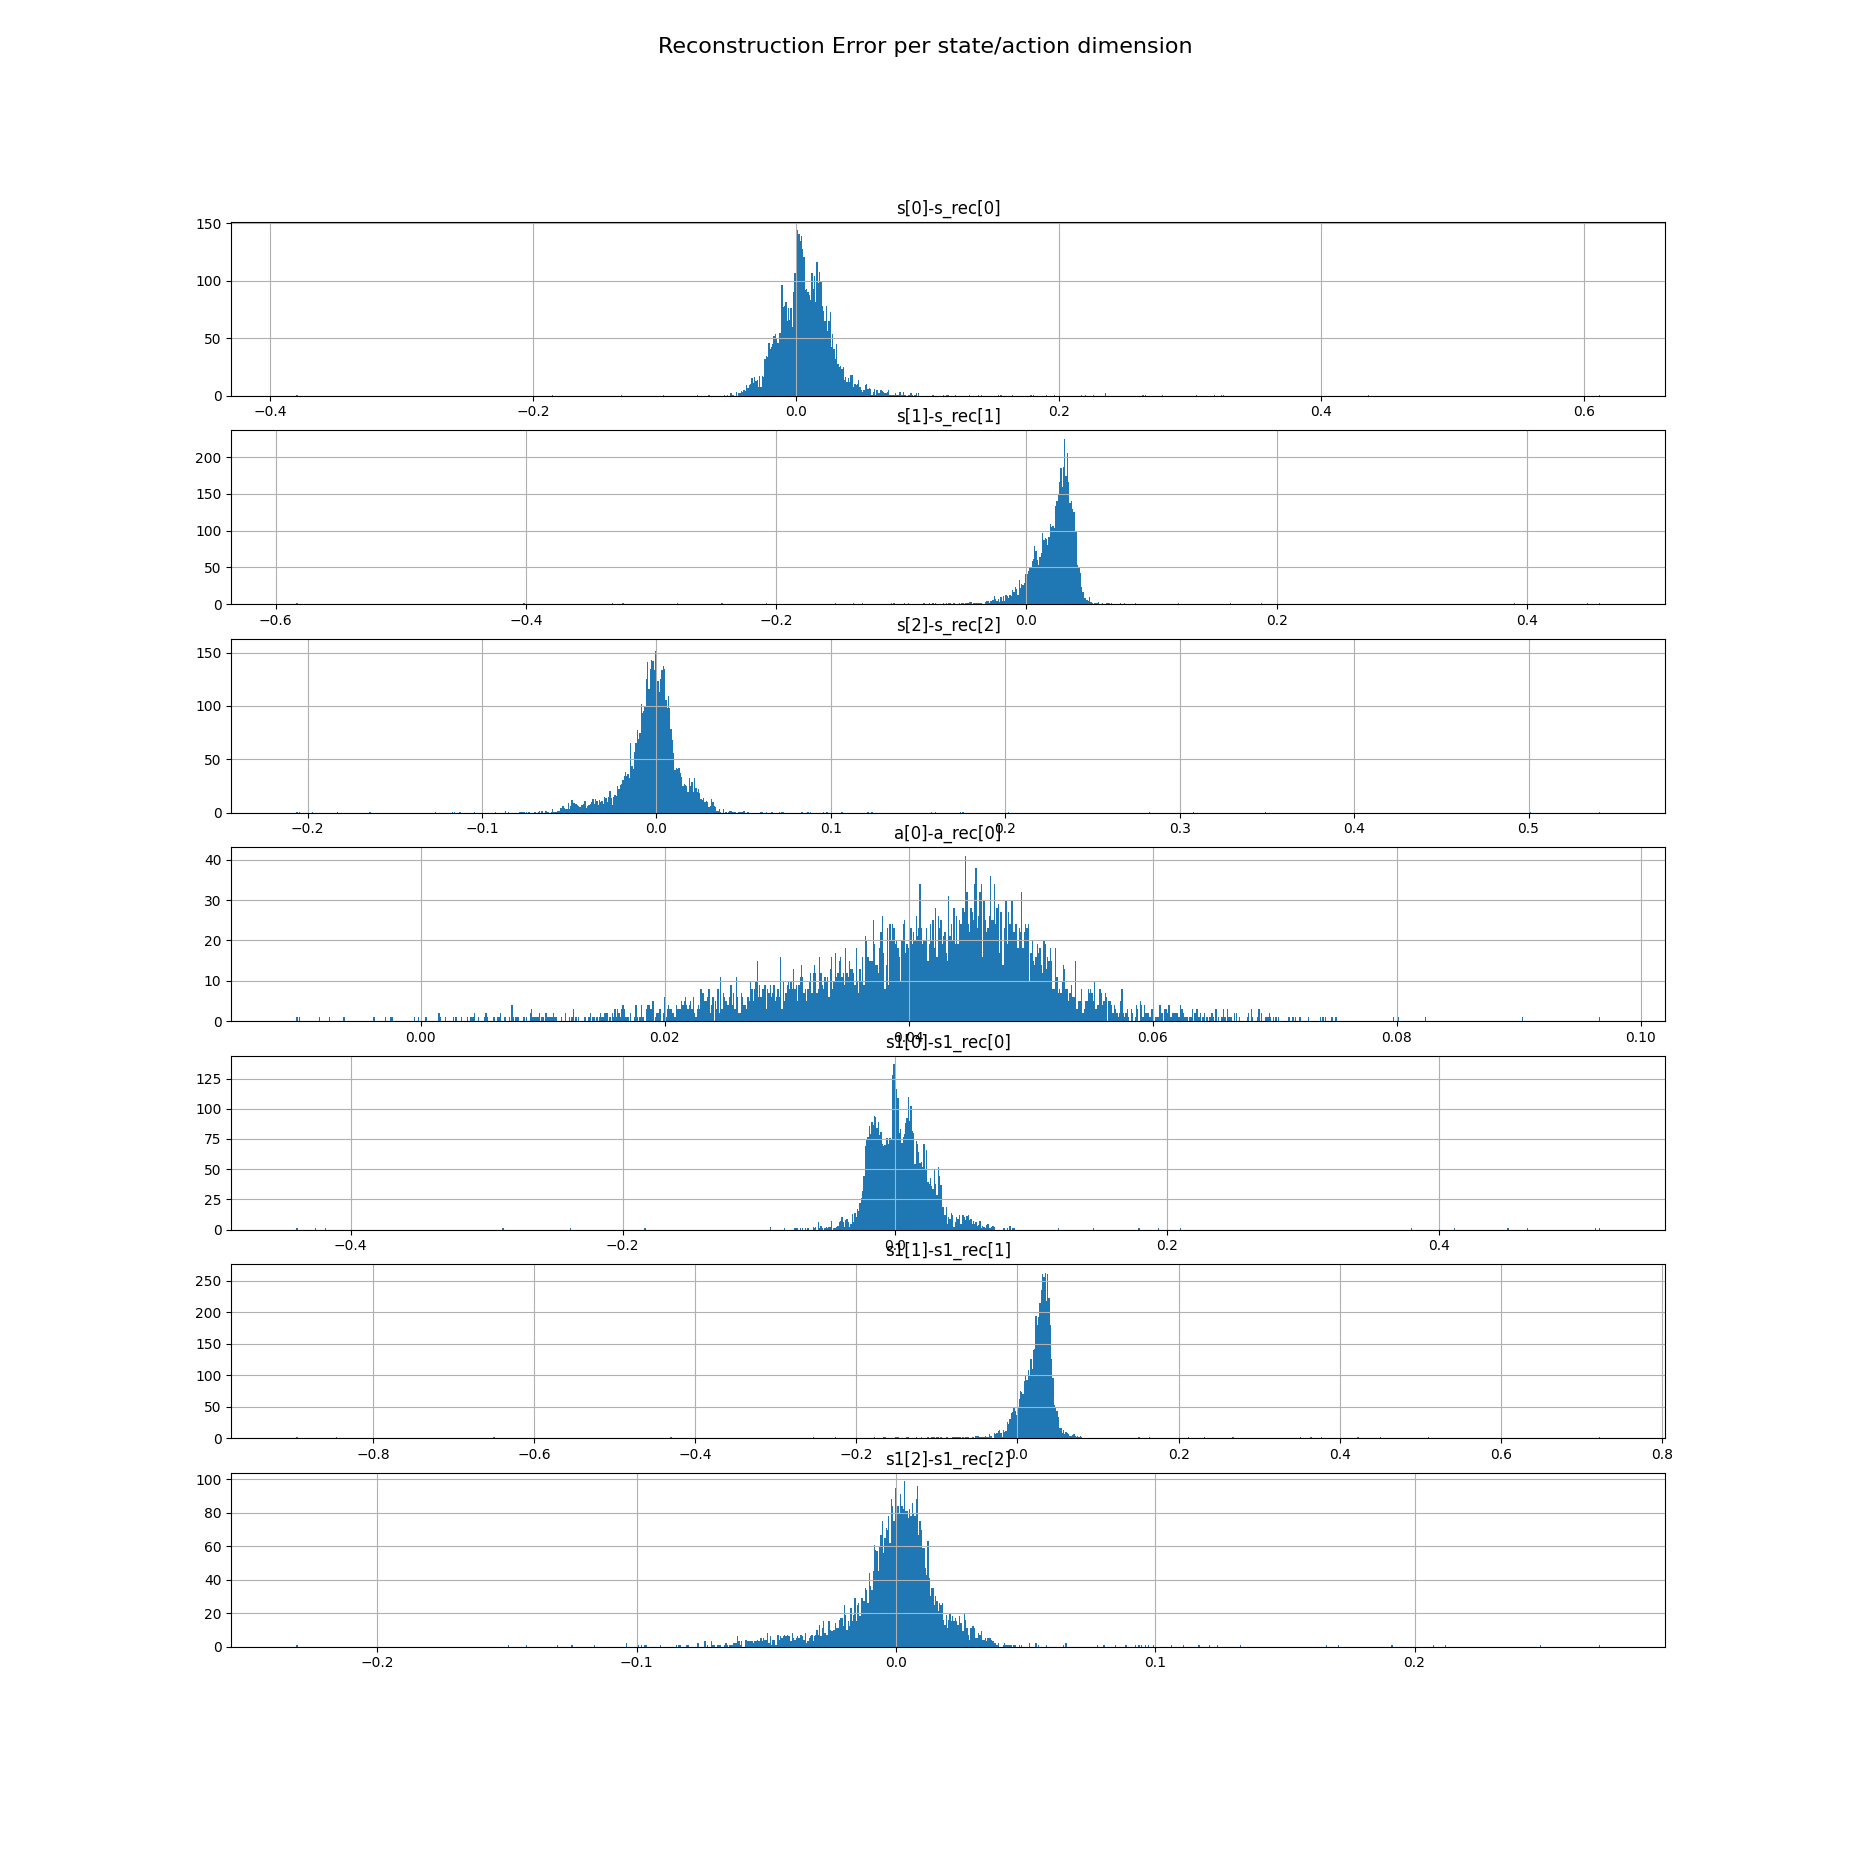 Reconstruction Error per state/action dimension
s[0]-s_rec[0]
150
100
50
0
−0.4 −0.2 0.0 0.2 0.4 0.6
s[1]-s_rec[1]
200
150
100
50
0
−0.6 −0.4 −0.2 0.0 0.2 0.4
s[2]-s_rec[2]
150
100
50
0
−0.2 −0.1 0.0 0.1 0.2 0.3 0.4 0.5
a[0]-a_rec[0]
40
30
20
10
0
0.00 0.02 0.04 0.06 0.08 0.10
s1[0]-s1_rec[0]
125
100
75
50
25
0
−0.4 −0.2 0.0 0.2 0.4
s1[1]-s1_rec[1]
250
200
150
100
50
0
−0.8 −0.6 −0.4 −0.2 0.0 0.2 0.4 0.6 0.8
s1[2]-s1_rec[2]
100
80
60
40
20
0
−0.2 −0.1 0.0 0.1 0.2